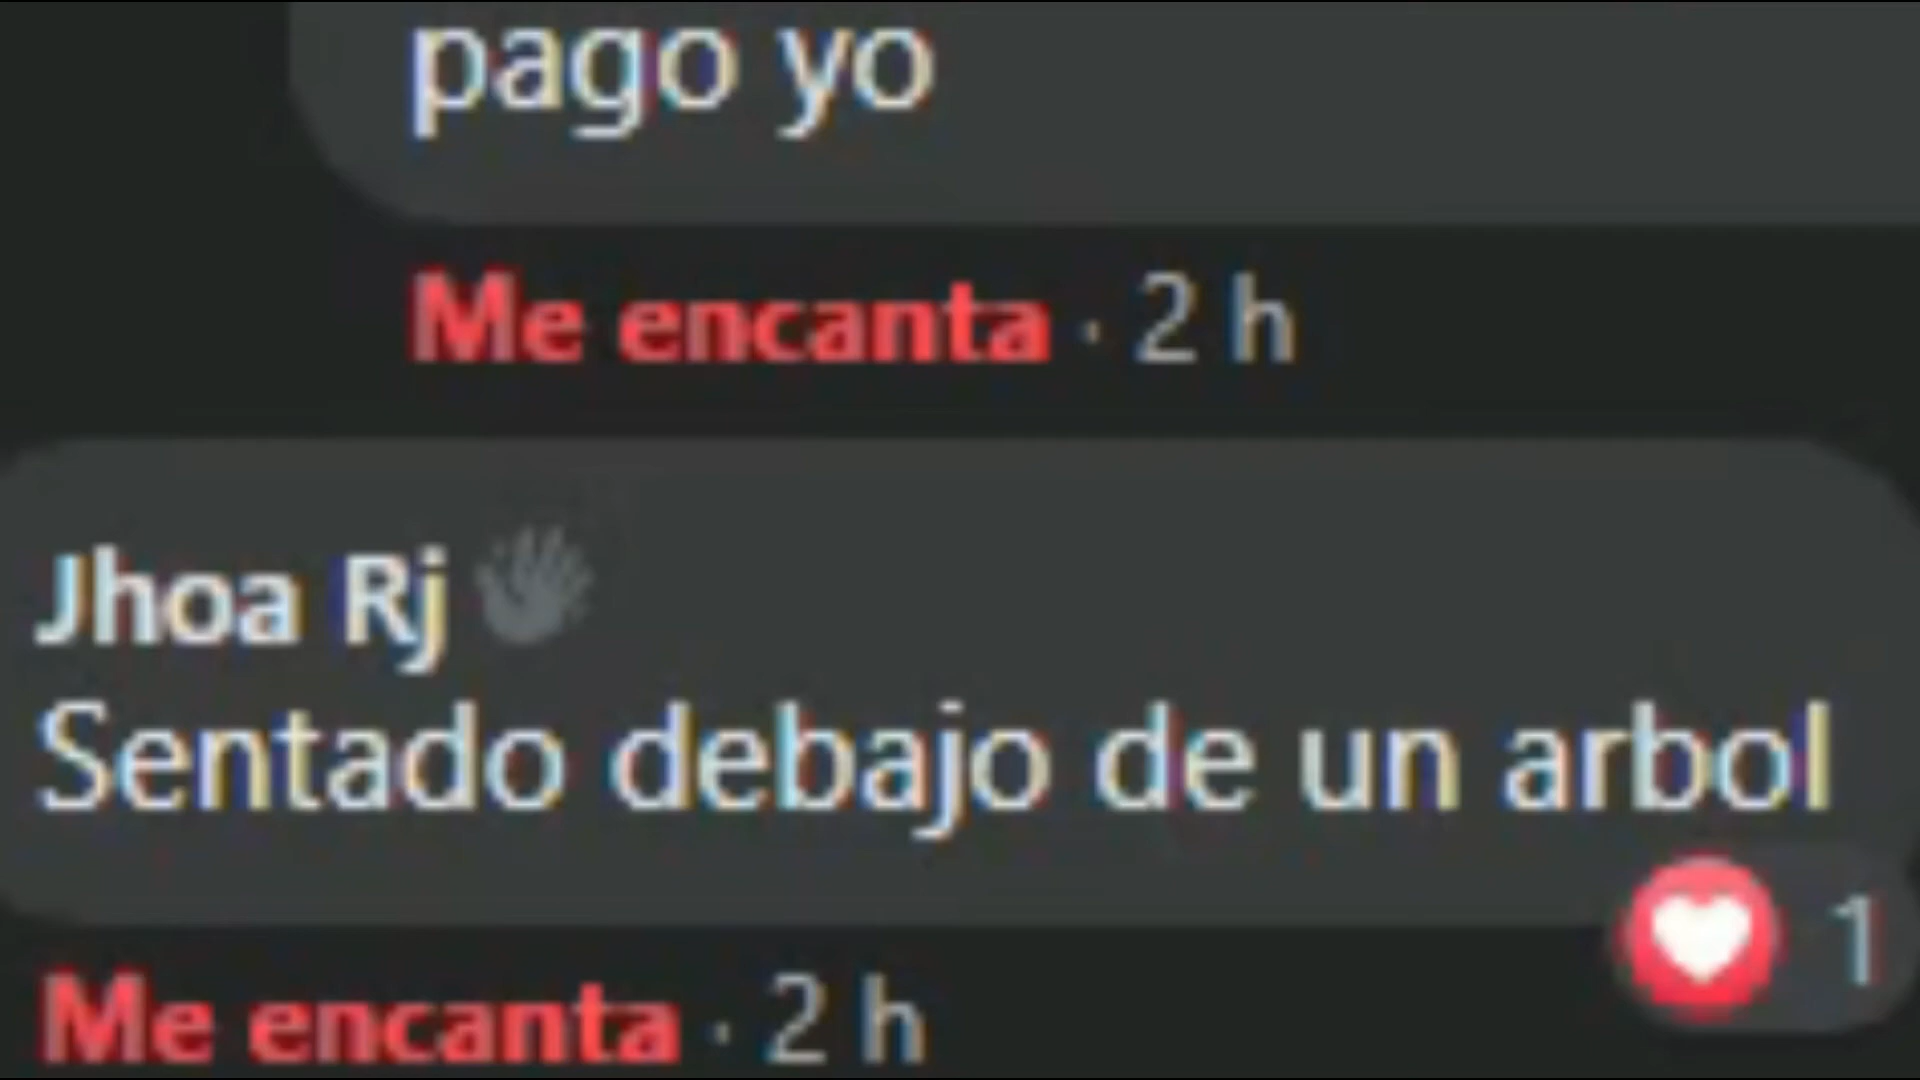 pago yo
Me encanta · 2 h
Jhoa Rj
Sentado debajo de un arbol
1
Me encanta · 2 h